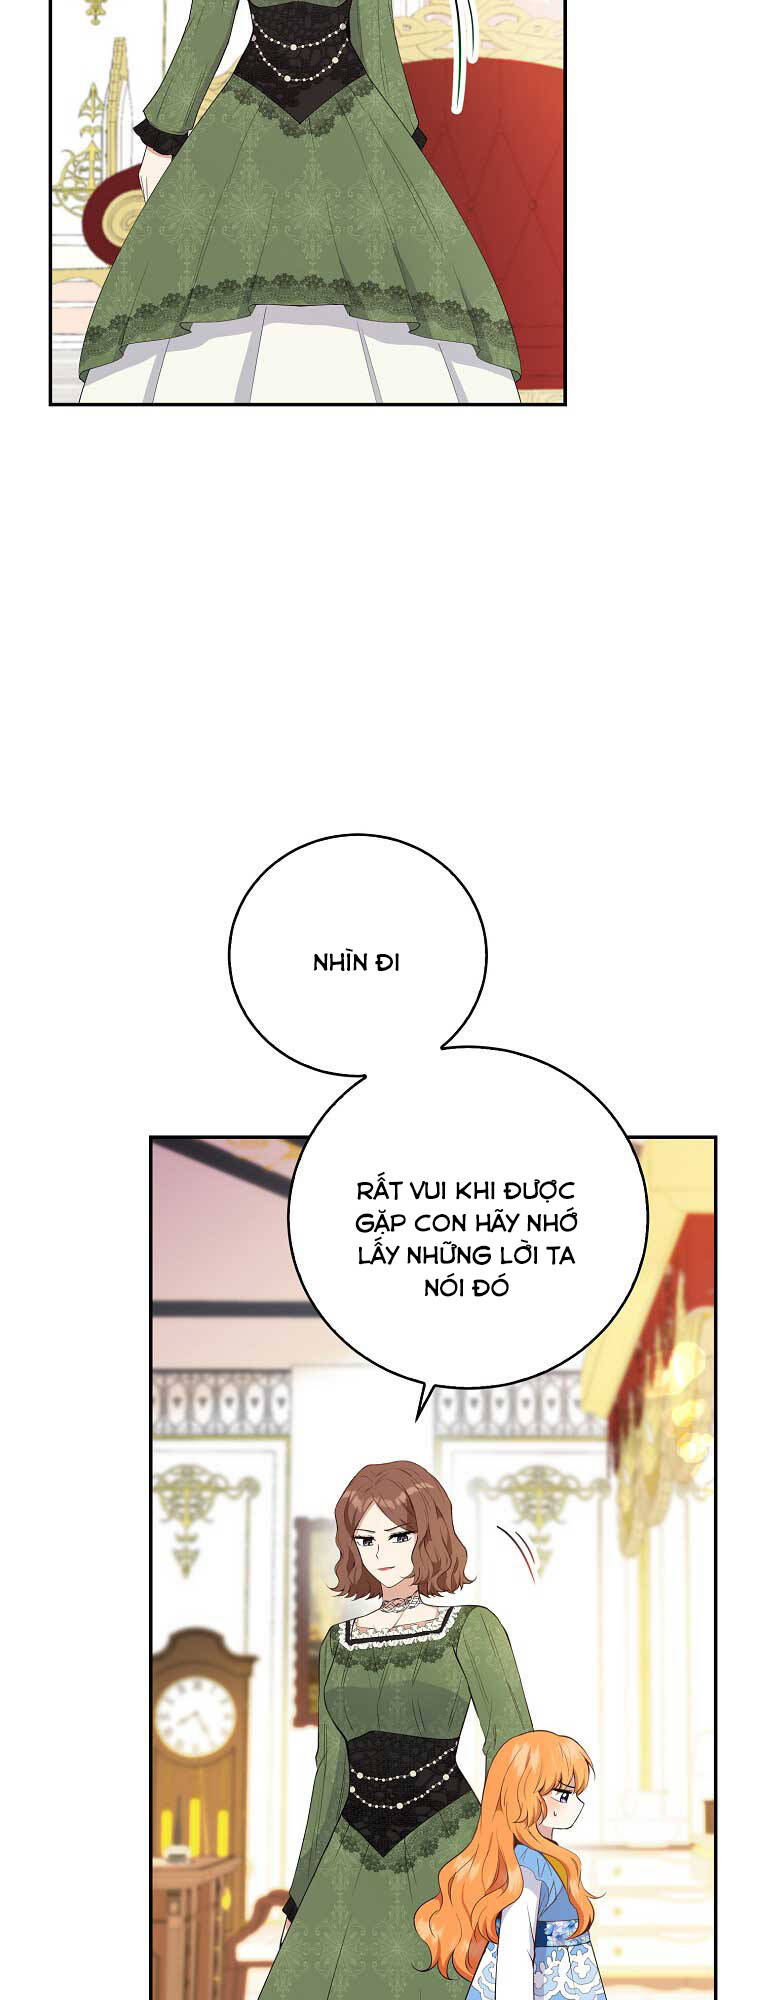 NHÌN ĐI
RẤT VUI KHI ĐƯỢC
GẶP CON HÃY NHỚ
LẤY NHỮNG LỜI TA
NÓI ĐÓ